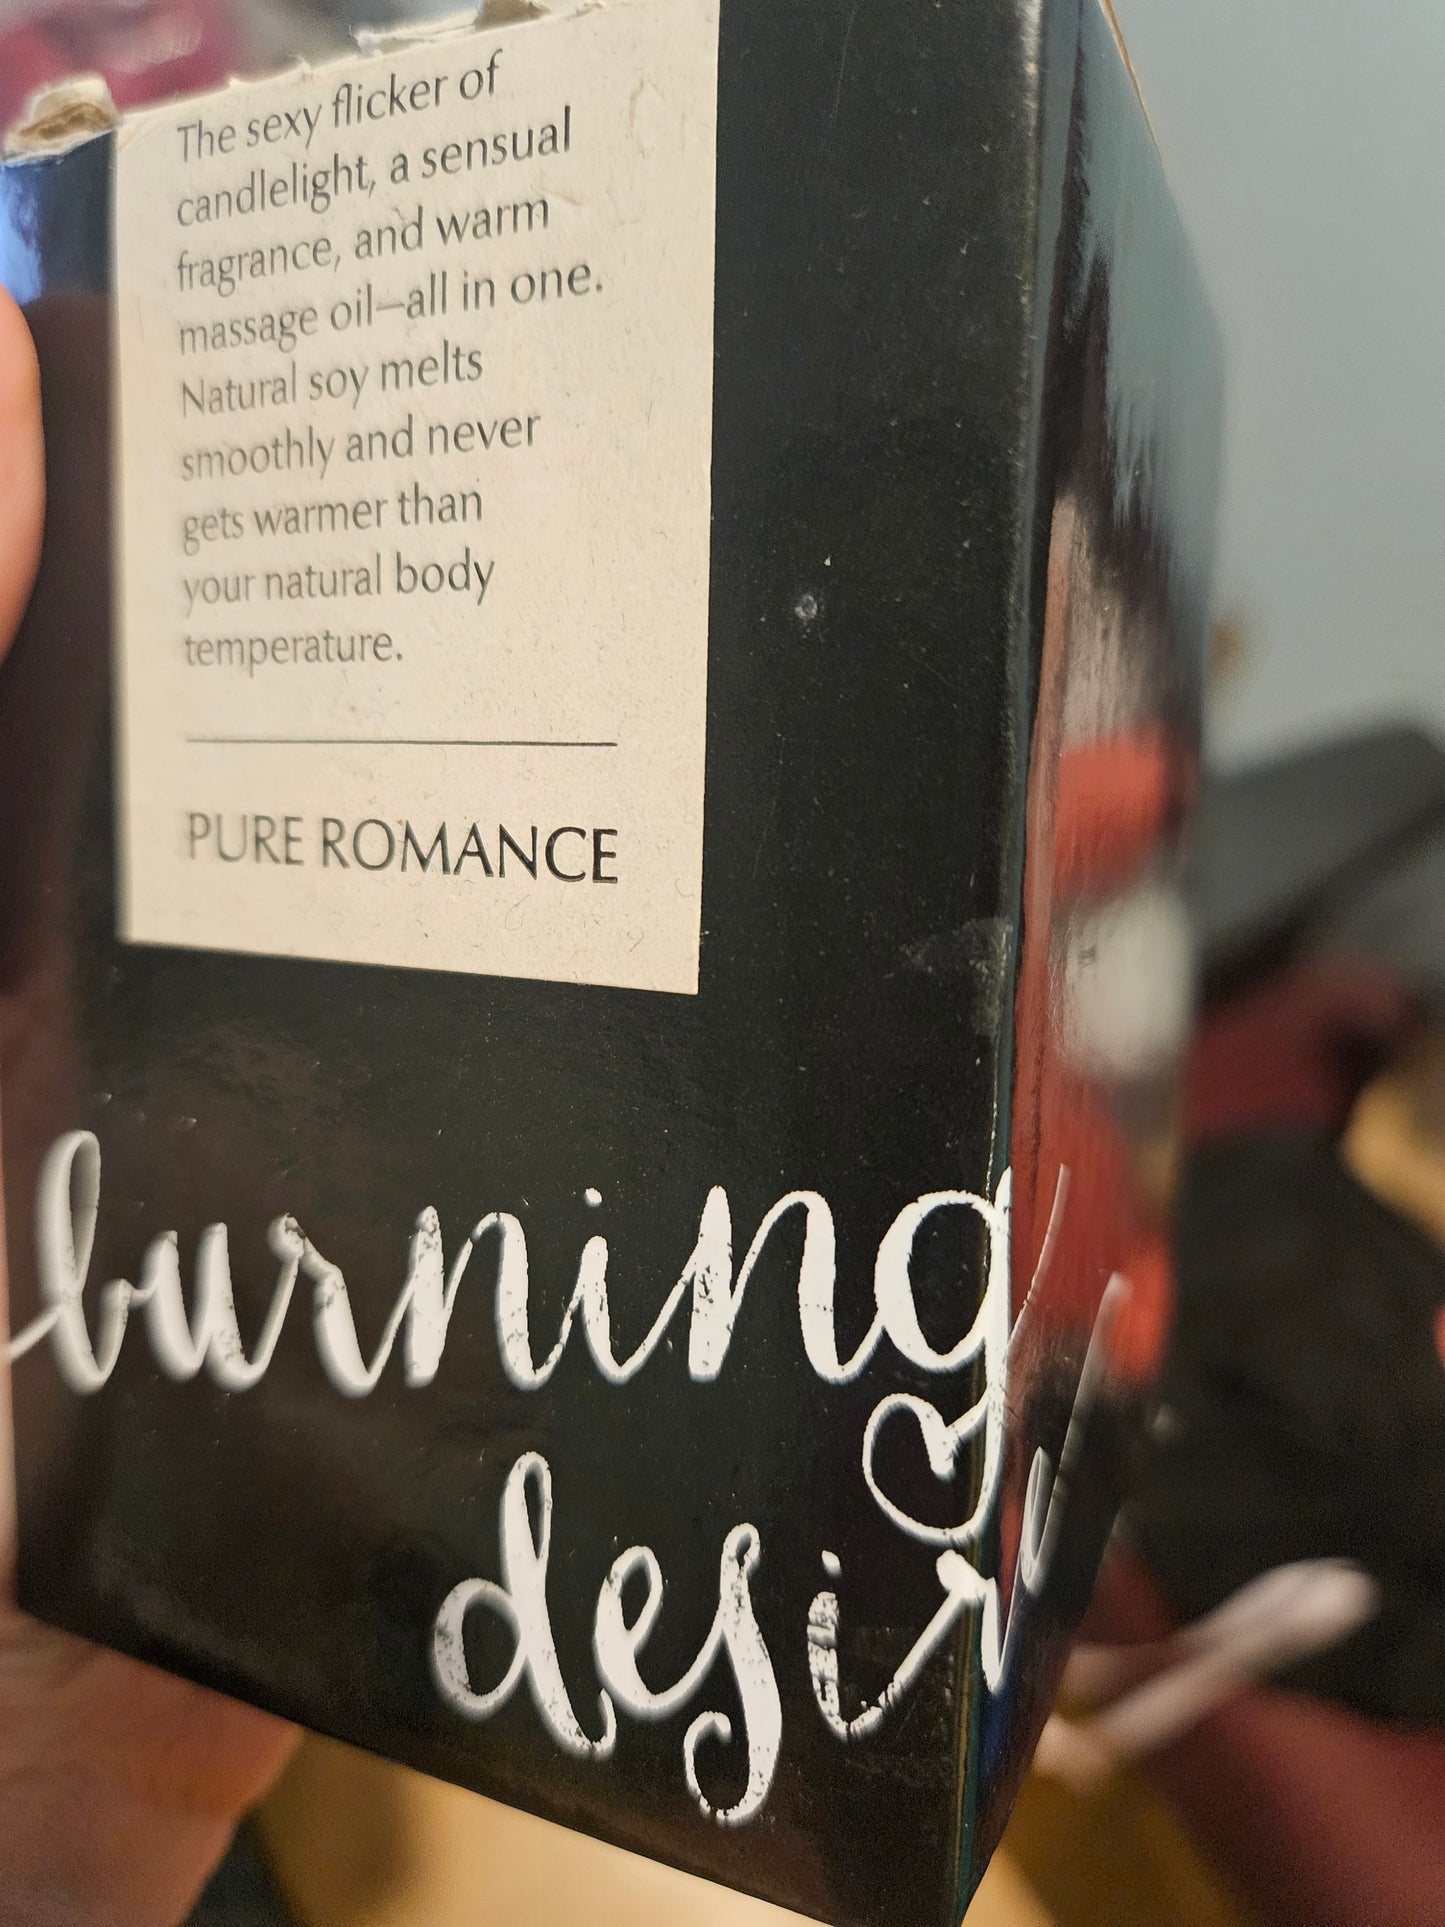 The sexy flicker of
candlelight, a sensual
fragrance, and warm
massage oil—all in one.
Natural soy melts
smoothly and never
gets warmer than
your natural body
temperature.
PURE ROMANCE
burning
desire